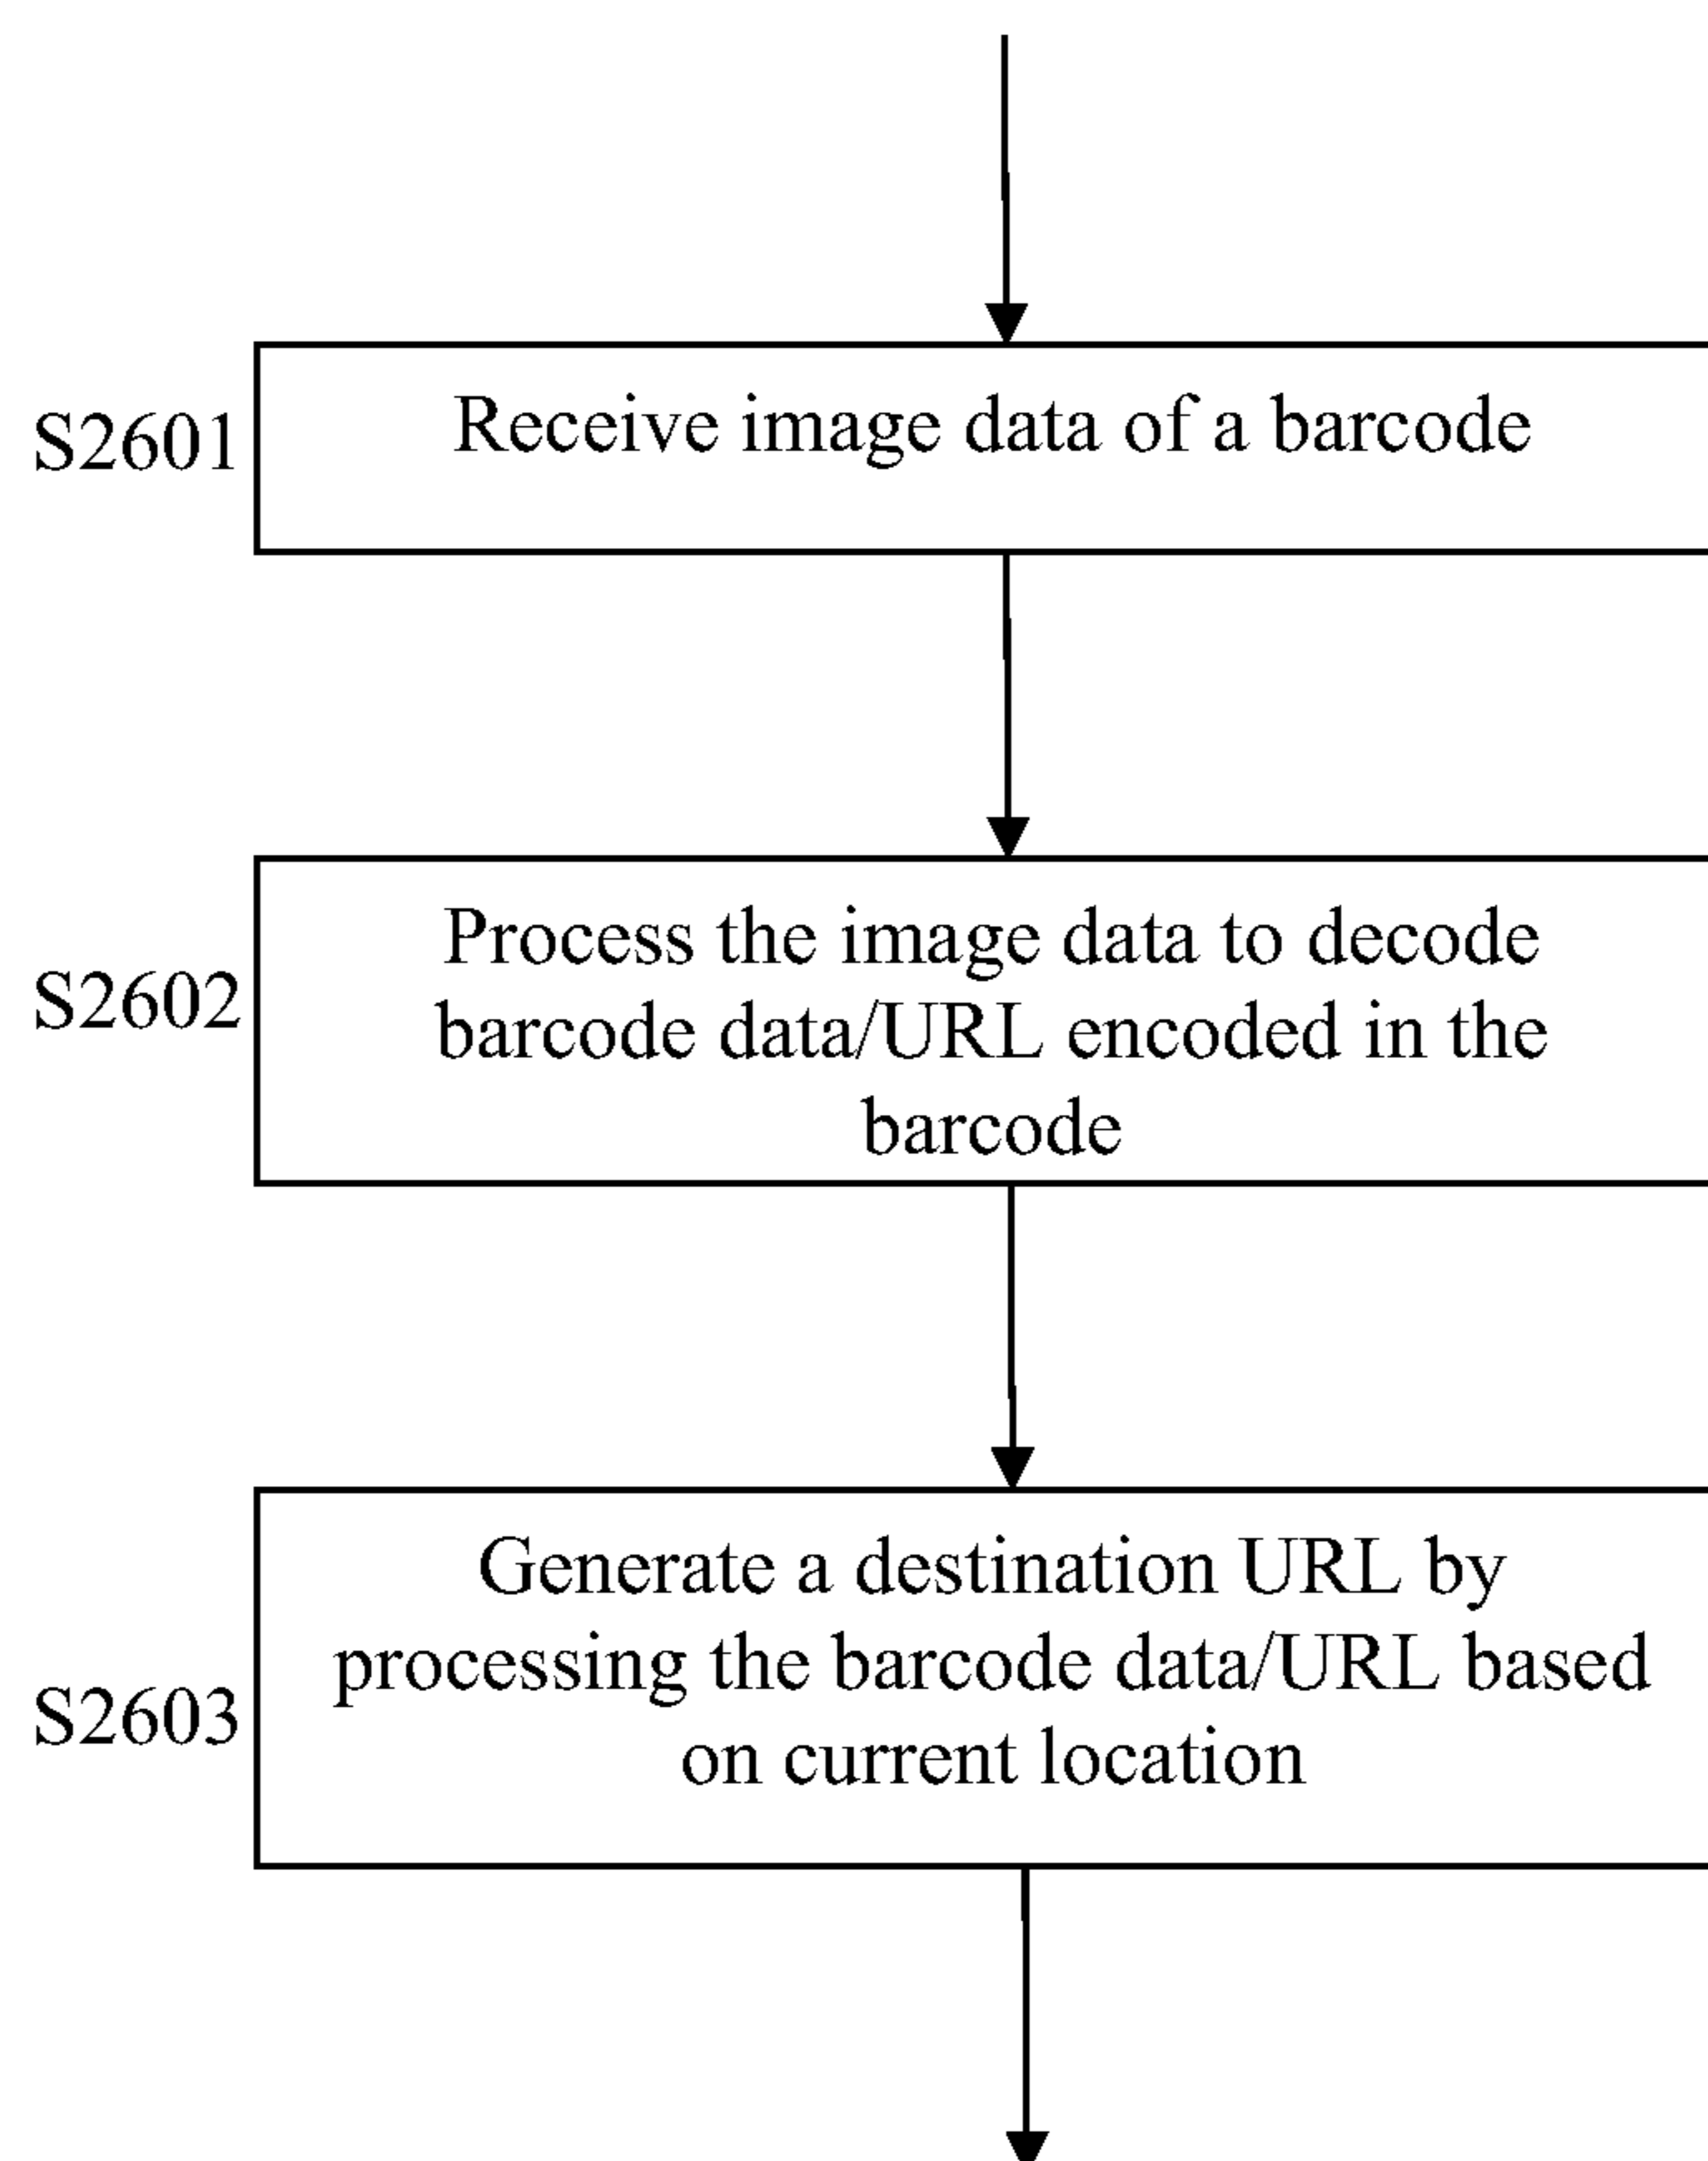 S2601
Receive image data of a barcode
S2602
Process the image data to decode
barcode data/URL encoded in the
barcode
S2603
Generate a destination URL by
processing the barcode data/URL based
on current location